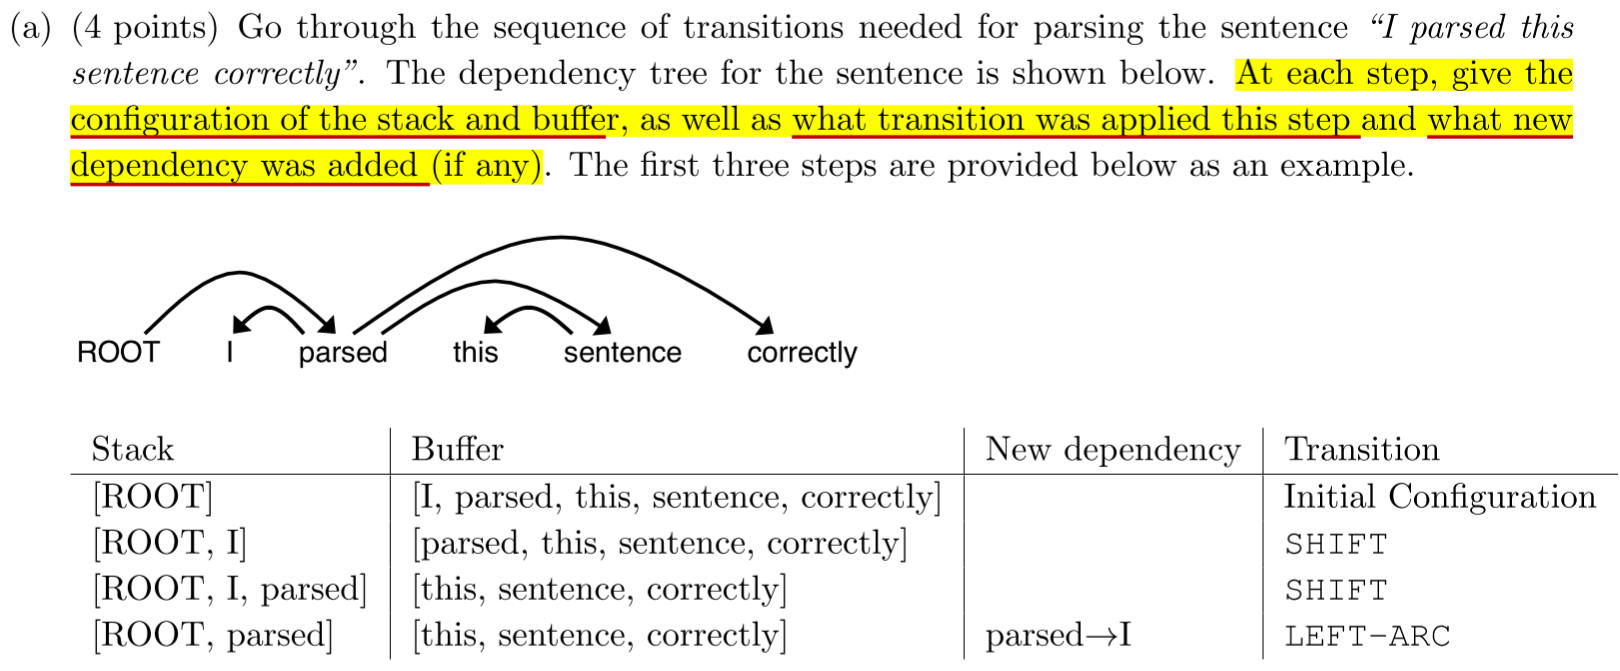 (a) (4 points) Go through the sequence of transitions needed for parsing the sentence “I parsed this
sentence correctly”. The dependency tree for the sentence is shown below. At each step, give the
configuration of the stack and buffer, as well as what transition was applied this step and what new
dependency was added (if any). The first three steps are provided below as an example.
ROOT I parsed this sentence correctly
Stack Buffer New dependency Transition
[ROOT] [I, parsed, this, sentence, correctly] Initial Configuration
[ROOT, I] [parsed, this, sentence, correctly] SHIFT
[ROOT, I, parsed] [this, sentence, correctly] SHIFT
[ROOT, parsed] [this, sentence, correctly] parsed→I LEFT-ARC